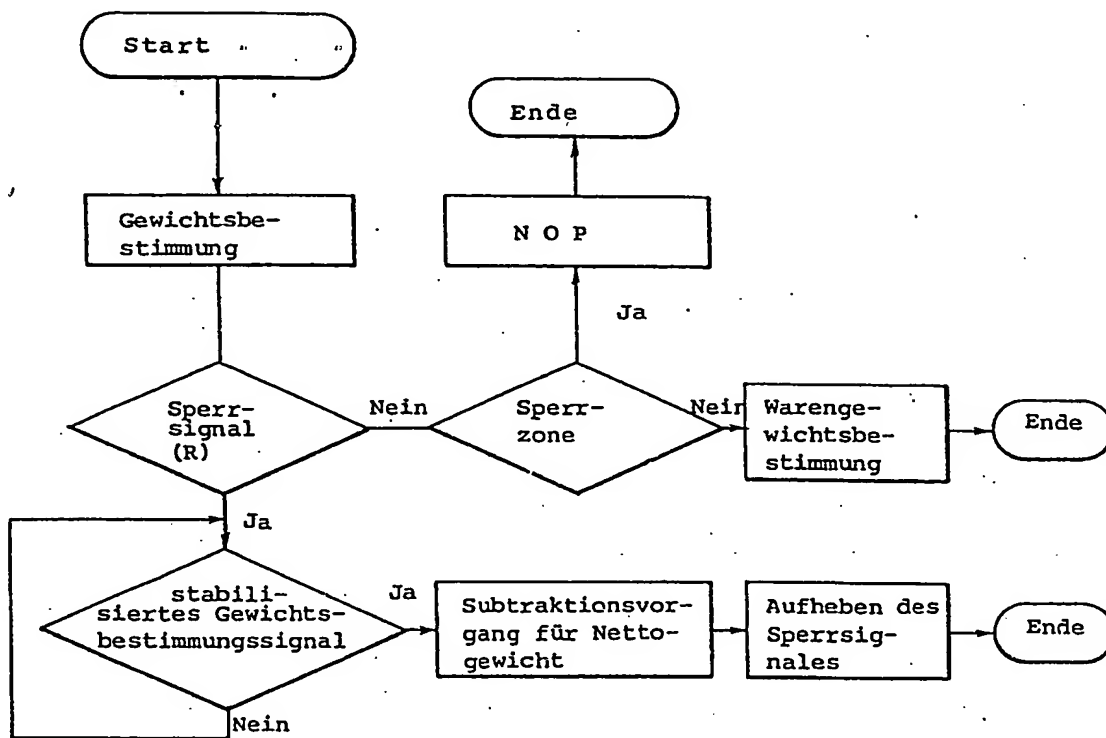 Start
Ende
Gewichtsbe-
stimmung
N O P
Ja
Sperr-
signal
(R)
Nein
Sperr-
zone
Nein
Warenge-
wichtsbe-
stimmung
Ende
Ja
stabili-
siertes Gewichts-
bestimmungssignal
Ja
Subtraktionsvor-
gang für Netto-
gewicht
Aufheben des
Sperrsig-
nales
Ende
Nein